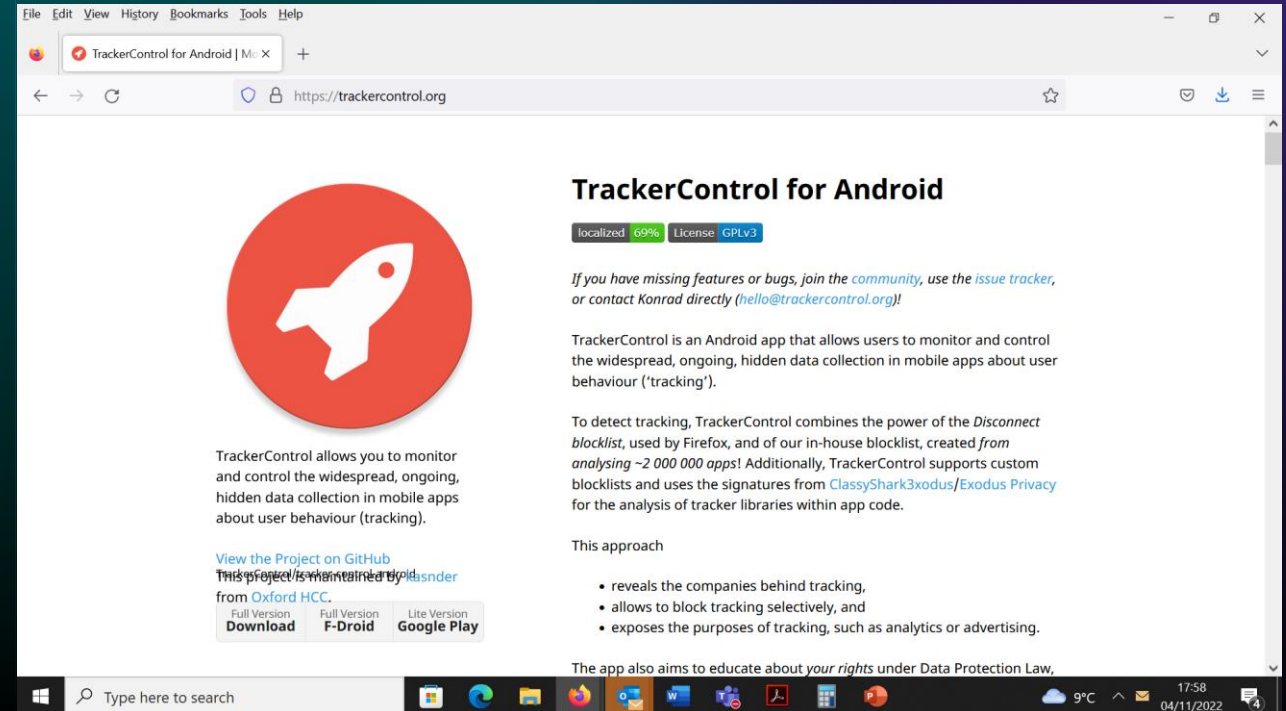 File Edit View History Bookmarks Tools Help
TrackerControl for Android | Mo
https://trackercontrol.org
TrackerControl for Android
localized 69% License GPLv3
If you have missing features or bugs, join the community, use the issue tracker,
or contact Konrad directly (hello@trackercontrol.org)!
TrackerControl is an Android app that allows users to monitor and control
the widespread, ongoing, hidden data collection in mobile apps about user
behaviour (‘tracking’).
To detect tracking, TrackerControl combines the power of the Disconnect
blocklist, used by Firefox, and of our in-house blocklist, created from
analysing ~2 000 000 apps! Additionally, TrackerControl supports custom
blocklists and uses the signatures from ClassyShark3xodus/Exodus Privacy
for the analysis of tracker libraries within app code.
This approach
• reveals the companies behind tracking,
• allows to block tracking selectively, and
• exposes the purposes of tracking, such as analytics or advertising.
The app also aims to educate about your rights under Data Protection Law,
TrackerControl allows you to monitor
and control the widespread, ongoing,
hidden data collection in mobile apps
about user behaviour (tracking).
View the Project on GitHub
TrackerControl/tracker-control-android
This project is maintained by kasnder
from Oxford HCC.
Full Version Full Version Lite Version
Download F-Droid Google Play
Type here to search
9°C
17:58
04/11/2022
4